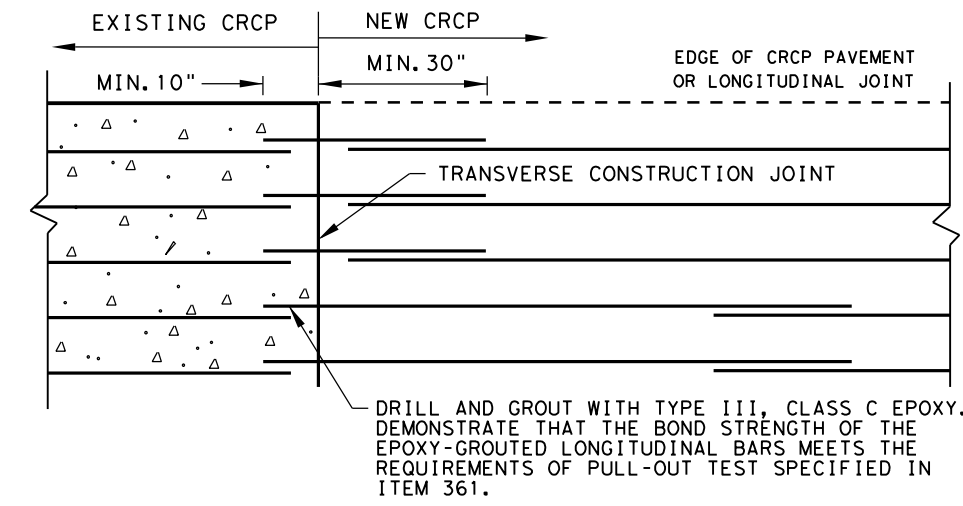 EXISTING CRCP
NEW CRCP
MIN. 10"
MIN. 30"
EDGE OF CRCP PAVEMENT
OR LONGITUDINAL JOINT
TRANSVERSE CONSTRUCTION JOINT
DRILL AND GROUT WITH TYPE III, CLASS C EPOXY.
DEMONSTRATE THAT THE BOND STRENGTH OF THE
EPOXY-GROUTED LONGITUDINAL BARS MEETS THE
REQUIREMENTS OF PULL-OUT TEST SPECIFIED IN
ITEM 361.